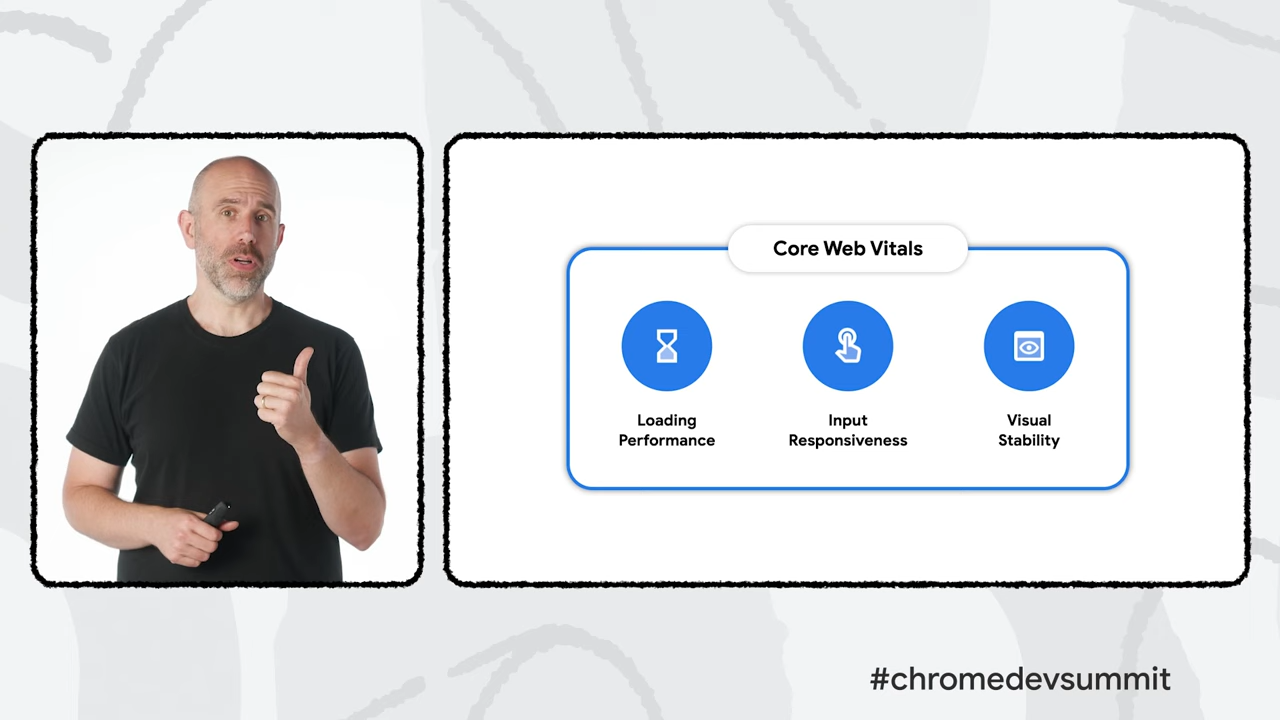 Core Web Vitals
Loading
Performance
Input
Responsiveness
Visual
Stability
#chromedevsummit